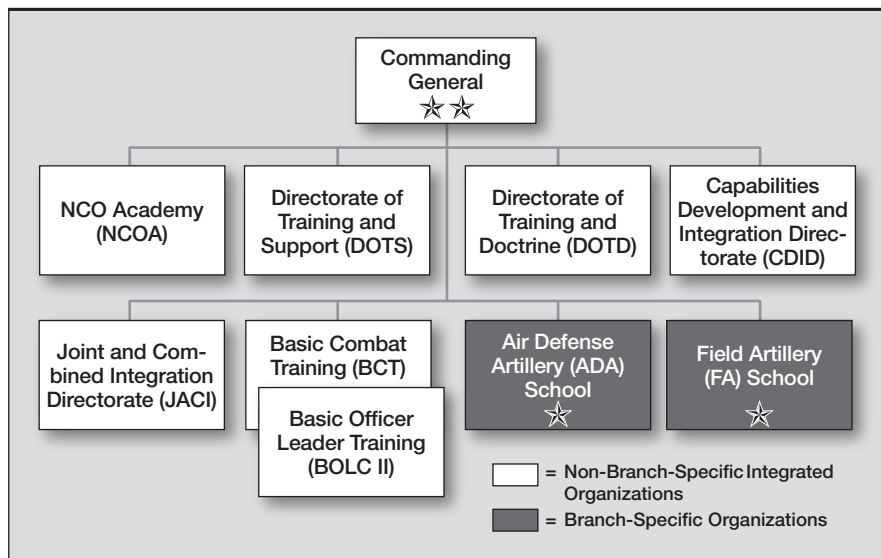 Commanding
General
NCO Academy
(NCOA)
Directorate of
Training and
Support (DOTS)
Directorate of
Training and
Doctrine (DOTD)
Capabilities
Development and
Integration Direc-
torate (CDID)
Joint and Com-
bined Integration
Directorate (JACI)
Basic Combat
Training (BCT)
Basic Officer
Leader Training
(BOLC II)
Air Defense
Artillery (ADA)
School
Field Artillery
(FA) School
= Non-Branch-Specific Integrated
Organizations
= Branch-Specific Organizations